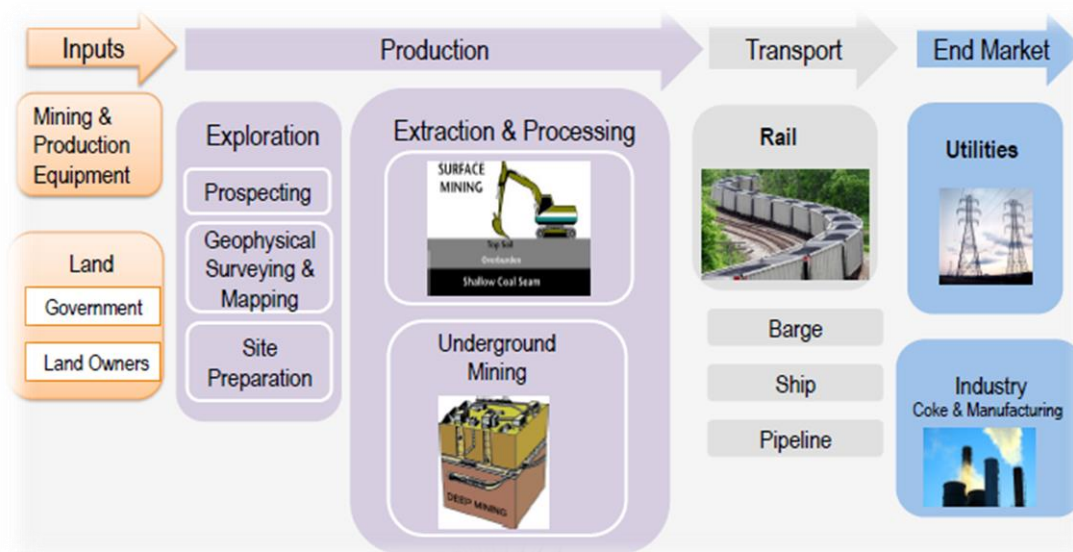 Inputs
Production
Transport
End Market
Mining &
Production
Equipment
Land
Government
Land Owners
Exploration
Prospecting
Geophysical
Surveying &
Mapping
Site
Preparation
Extraction & Processing
SURFACE
MINING
Top Soil
Overburden
Shallow Coal Seam
Underground
Mining
DEEP MINING
Rail
Barge
Ship
Pipeline
Utilities
Industry
Coke & Manufacturing